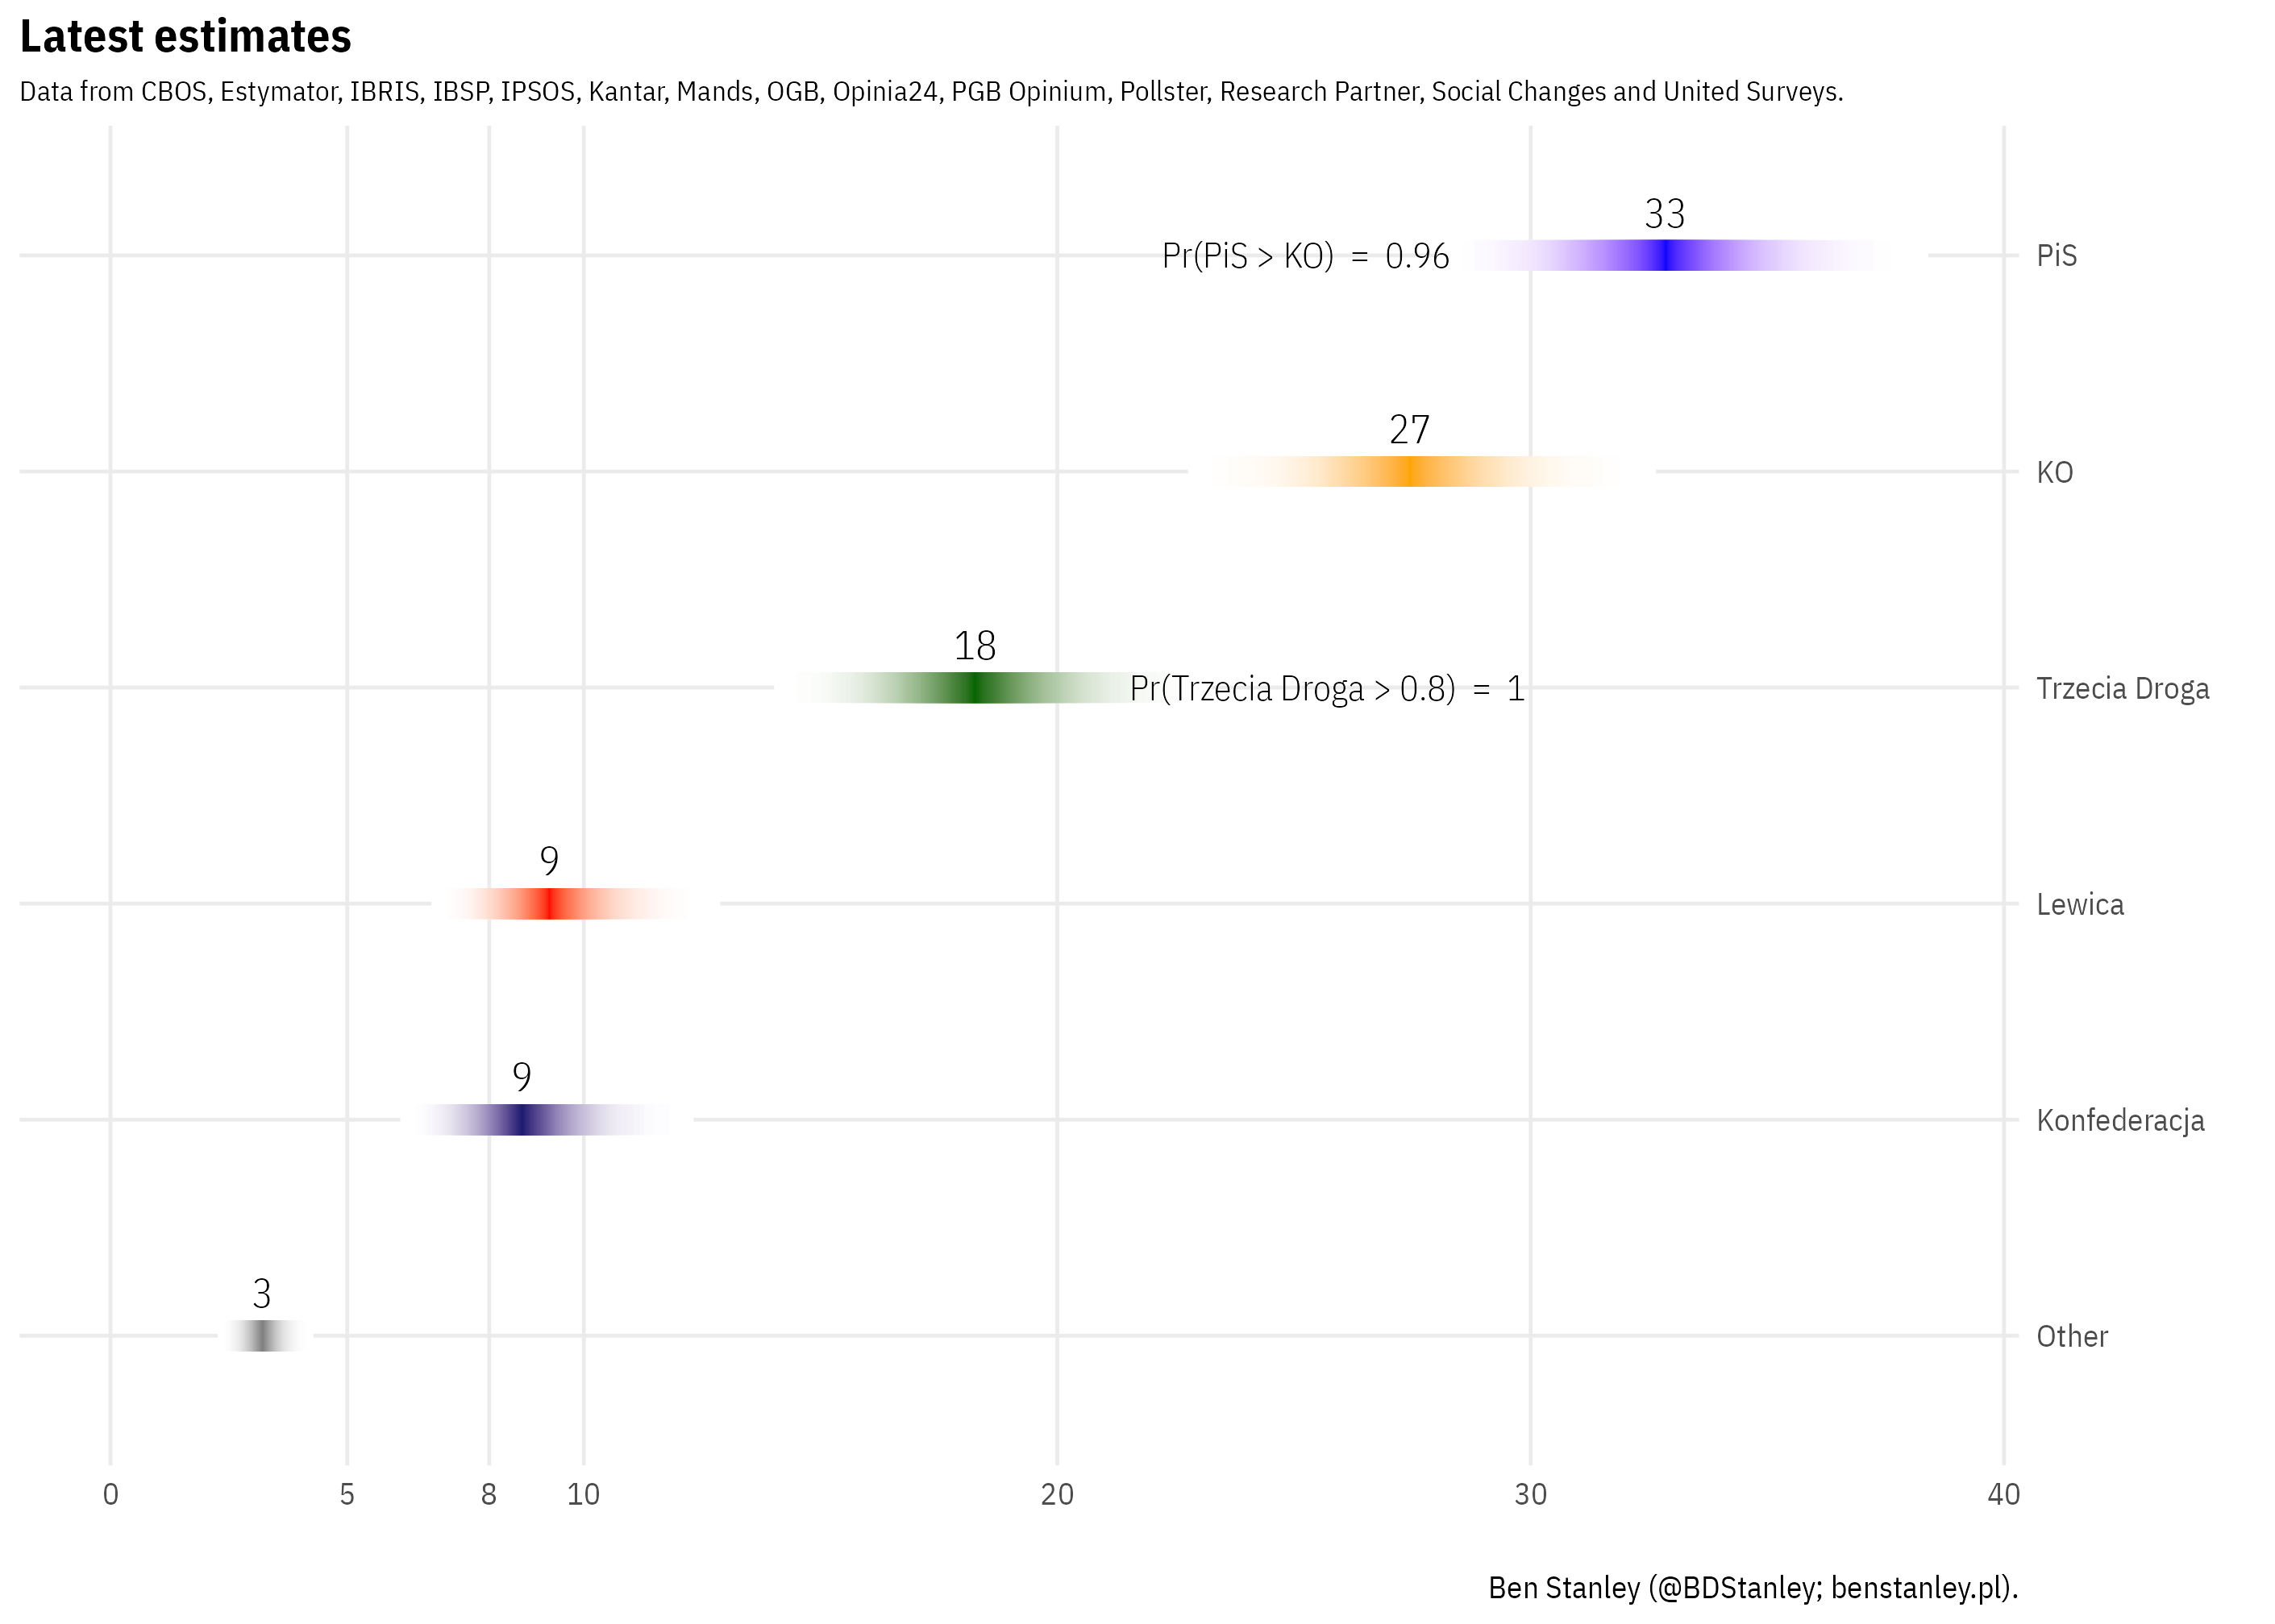 Latest estimates
Data from CBOS, Estymator, IBRIS, IBSP, IPSOS, Kantar, Mands, OGB, Opinia24, PGB Opinium, Pollster, Research Partner, Social Changes and United Surveys.
33
Pr(PiS > KO) = 0.96
PiS
27
KO
18
Pr(Trzecia Droga > 0.8) = 1
Trzecia Droga
9
Lewica
9
Konfederacja
3
Other
0 5 8 10 20 30 40
Ben Stanley (@BDStanley; benstanley.pl).